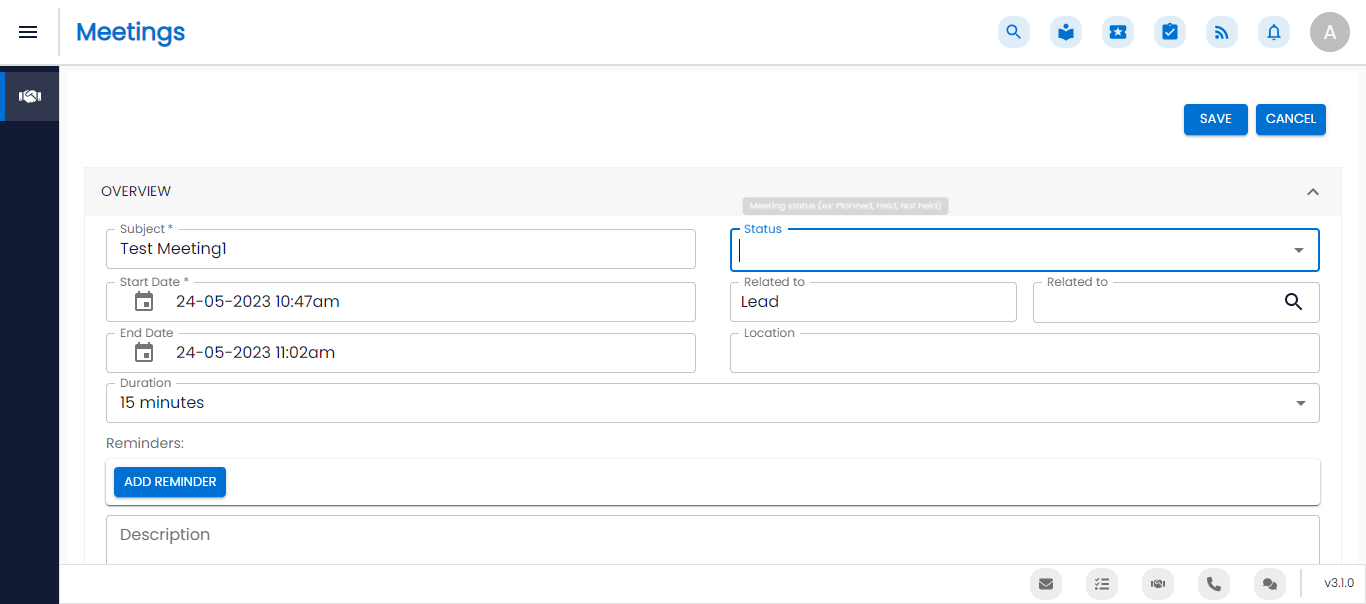 Meetings
A
SAVE CANCEL
OVERVIEW
Meeting status (ex: Planned, Held, Not held)
Subject *
Test Meeting1
Status
Start Date *
24-05-2023 10:47am
Related to
Lead
Related to
End Date
24-05-2023 11:02am
Location
Duration
15 minutes
Reminders:
ADD REMINDER
Description
v3.1.0